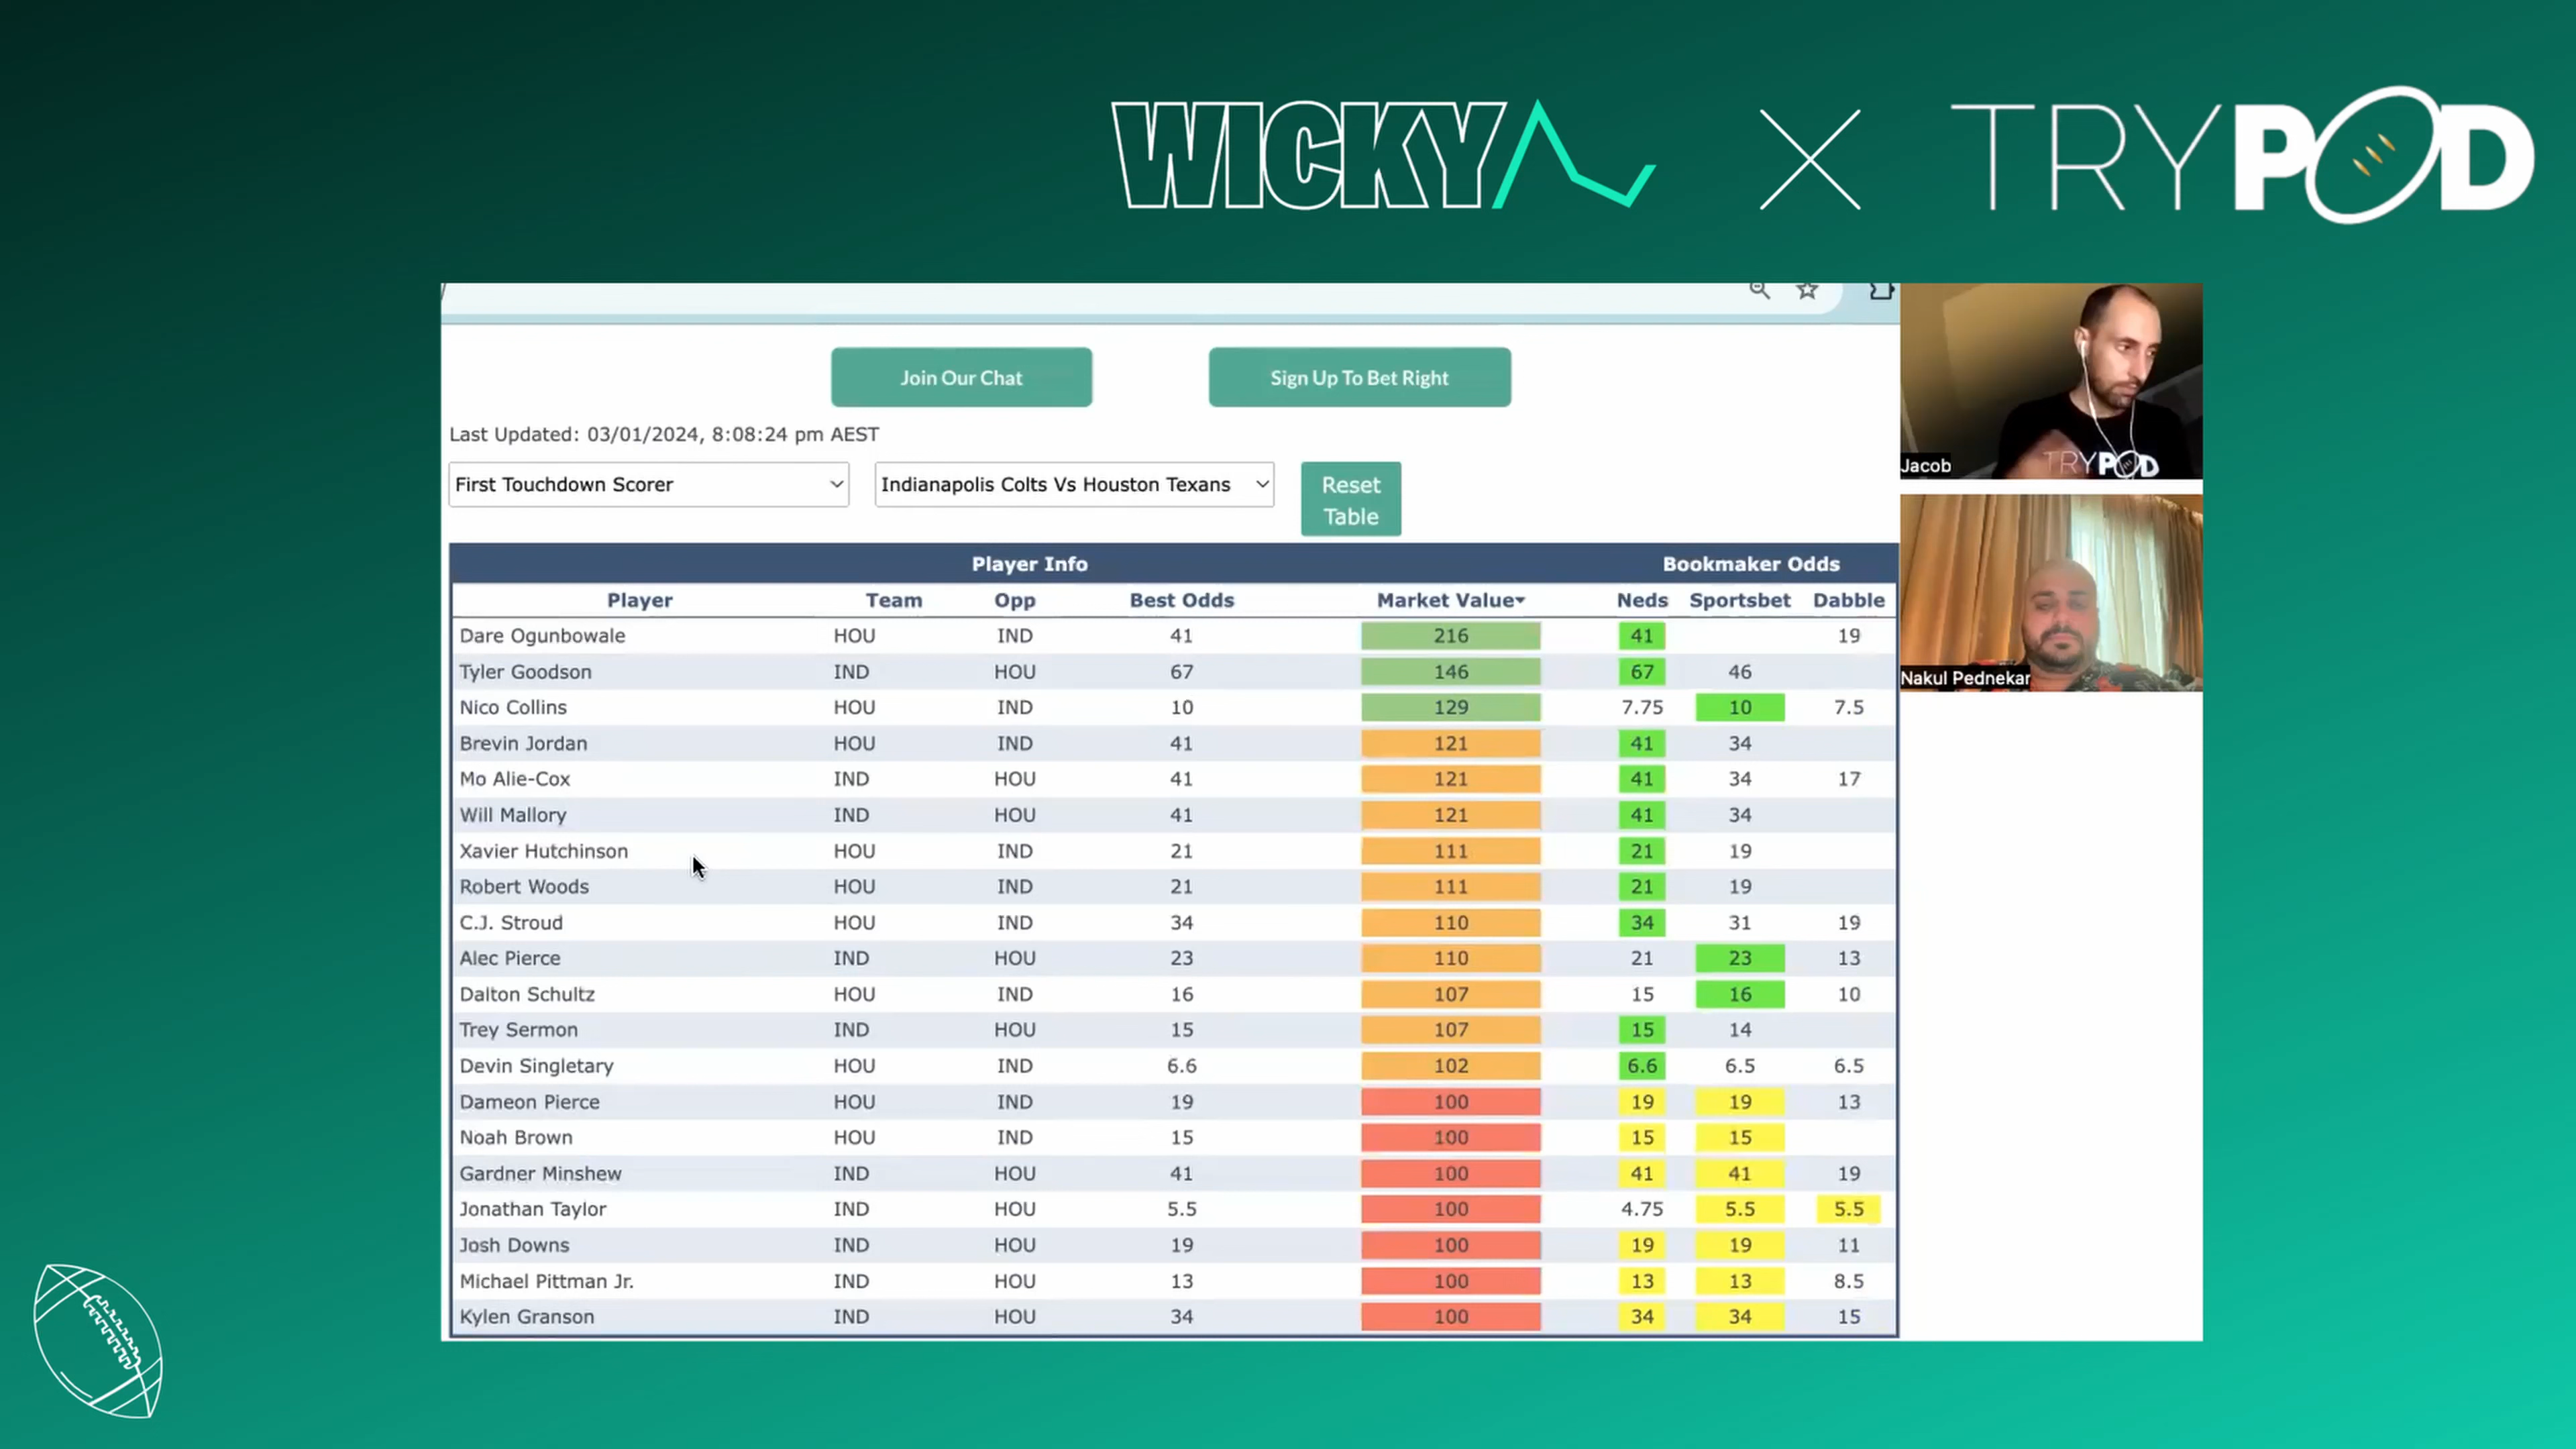 WICKY X TRYPOD
Join Our Chat Sign Up To Bet Right
Last Updated: 03/01/2024, 8:08:24 pm AEST
First Touchdown Scorer Indianapolis Colts Vs Houston Texans Reset
Table
Player Info Bookmaker Odds
Player Team Opp Best Odds Market Value Neds Sportsbet Dabble
Dare Ogunbowale HOU IND 41 216 41 19
Tyler Goodson IND HOU 67 146 67 46
Nico Collins HOU IND 10 129 7.75 10 7.5
Brevin Jordan HOU IND 41 121 41 34
Mo Alie-Cox IND HOU 41 121 41 34 17
Will Mallory IND HOU 41 121 41 34
Xavier Hutchinson HOU IND 21 111 21 19
Robert Woods HOU IND 21 111 21 19
C.J. Stroud HOU IND 34 110 34 31 19
Alec Pierce IND HOU 23 110 21 23 13
Dalton Schultz HOU IND 16 107 15 16 10
Trey Sermon IND HOU 15 107 15 14
Devin Singletary HOU IND 6.6 102 6.6 6.5 6.5
Dameon Pierce HOU IND 19 100 19 19 13
Noah Brown HOU IND 15 100 15 15
Gardner Minshew IND HOU 41 100 41 41 19
Jonathan Taylor IND HOU 5.5 100 4.75 5.5 5.5
Josh Downs IND HOU 19 100 19 19 11
Michael Pittman Jr. IND HOU 13 100 13 13 8.5
Kylen Granson IND HOU 34 100 34 34 15
TRYPOD
Jacob
Nakul Pednekar